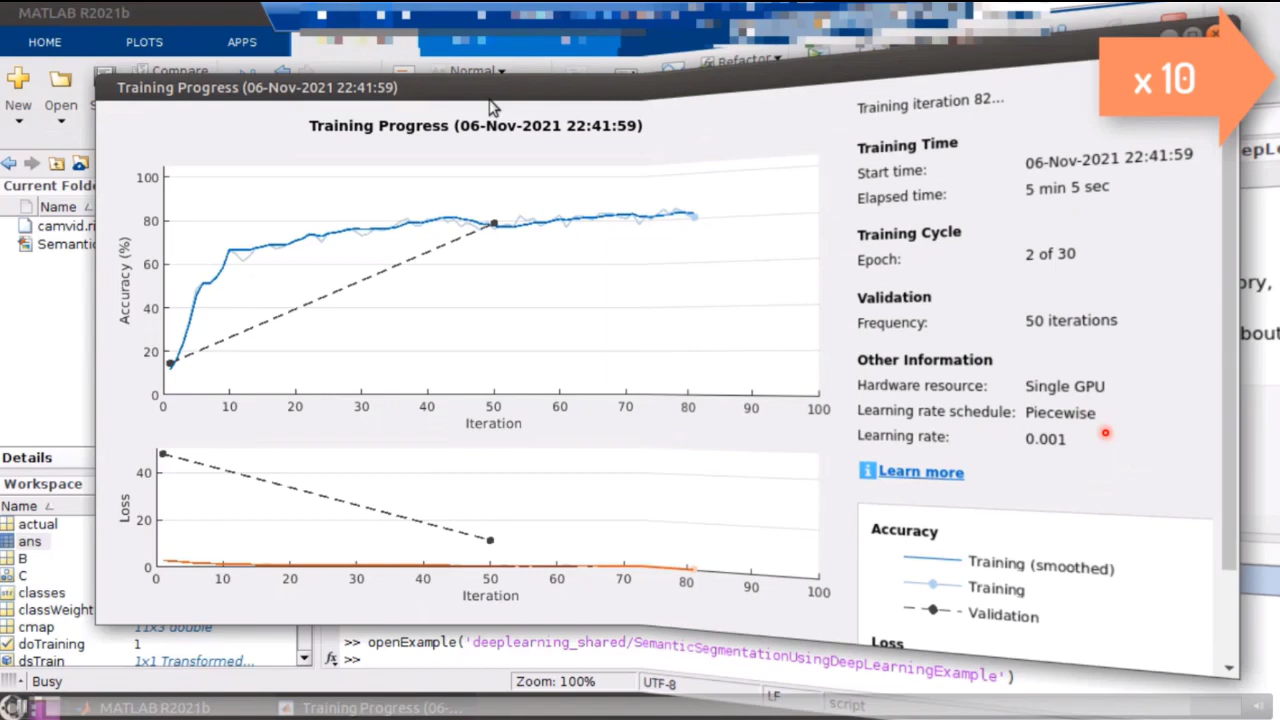 MATLAB R2021b
HOME PLOTS APPS
x 10
New Open Compare Normal Refactor
Training Progress (06-Nov-2021 22:41:59)
Training Progress (06-Nov-2021 22:41:59)
Training iteration 82...
Training Time
Start time: 06-Nov-2021 22:41:59
Elapsed time: 5 min 5 sec
Training Cycle
Epoch: 2 of 30
Validation
Frequency: 50 iterations
Other Information
Hardware resource: Single GPU
Learning rate schedule: Piecewise
Learning rate: 0.001
Learn more
Accuracy
Training (smoothed)
Training
Validation
Loss
Accuracy (%)
100
80
60
40
20
0
0 10 20 30 40 50 60 70 80 90 100
Iteration
Loss
40
20
0
0 10 20 30 40 50 60 70 80 90 100
Iteration
Current Folde
Name
camvid.r
Semantic
Details
Workspace
Name
actual
ans
B
C
classes
classWeight
cmap 11x3 double
doTraining 1
dsTrain 1x1 Transformed...
>> openExample('deeplearning_shared/SemanticSegmentationUsingDeepLearningExample')
fx >>
Busy
Zoom: 100% UTF-8 LF script
MATLAB R2021b Training Progress (06-...